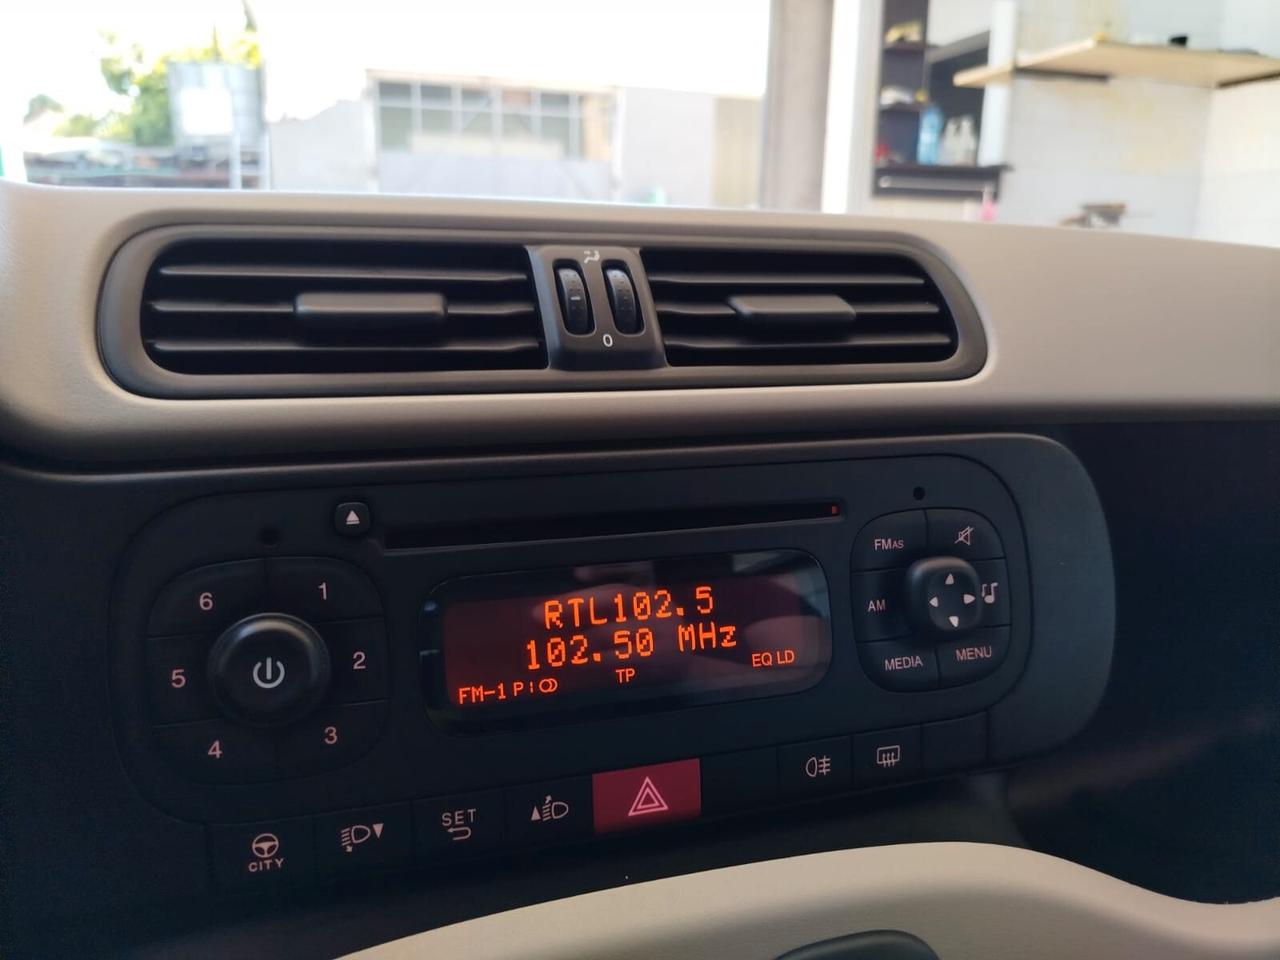 0
6
1
5
2
4
3
RTL102.5
102.50 MHz
FM-1 P
TP
EQ LD
FMAS
AM
MEDIA
MENU
CITY
SET